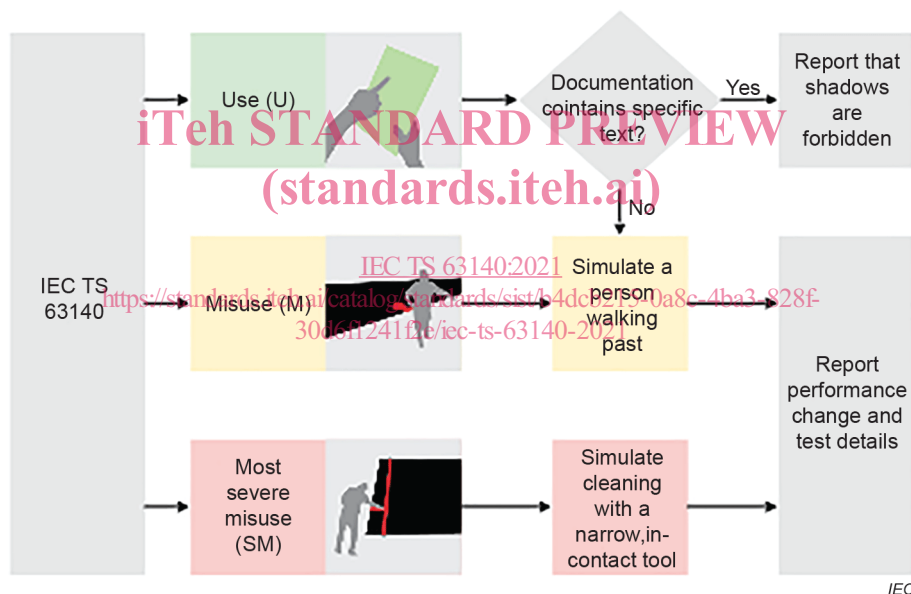 IEC TS
63140
Use (U)
Documentation
cointains specific
text?
Yes
Report that
shadows
are
forbidden
No
iTeh STANDARD PREVIEW
(standards.iteh.ai)
IEC TS 63140:2021
Misuse (M)
Simulate a
person
walking
past
Report
performance
change and
test details
Most
severe
misuse
(SM)
Simulate
cleaning
with a
narrow,in-
contact tool
30d6ff1241f2e/iec-ts-63140-2021
IEC